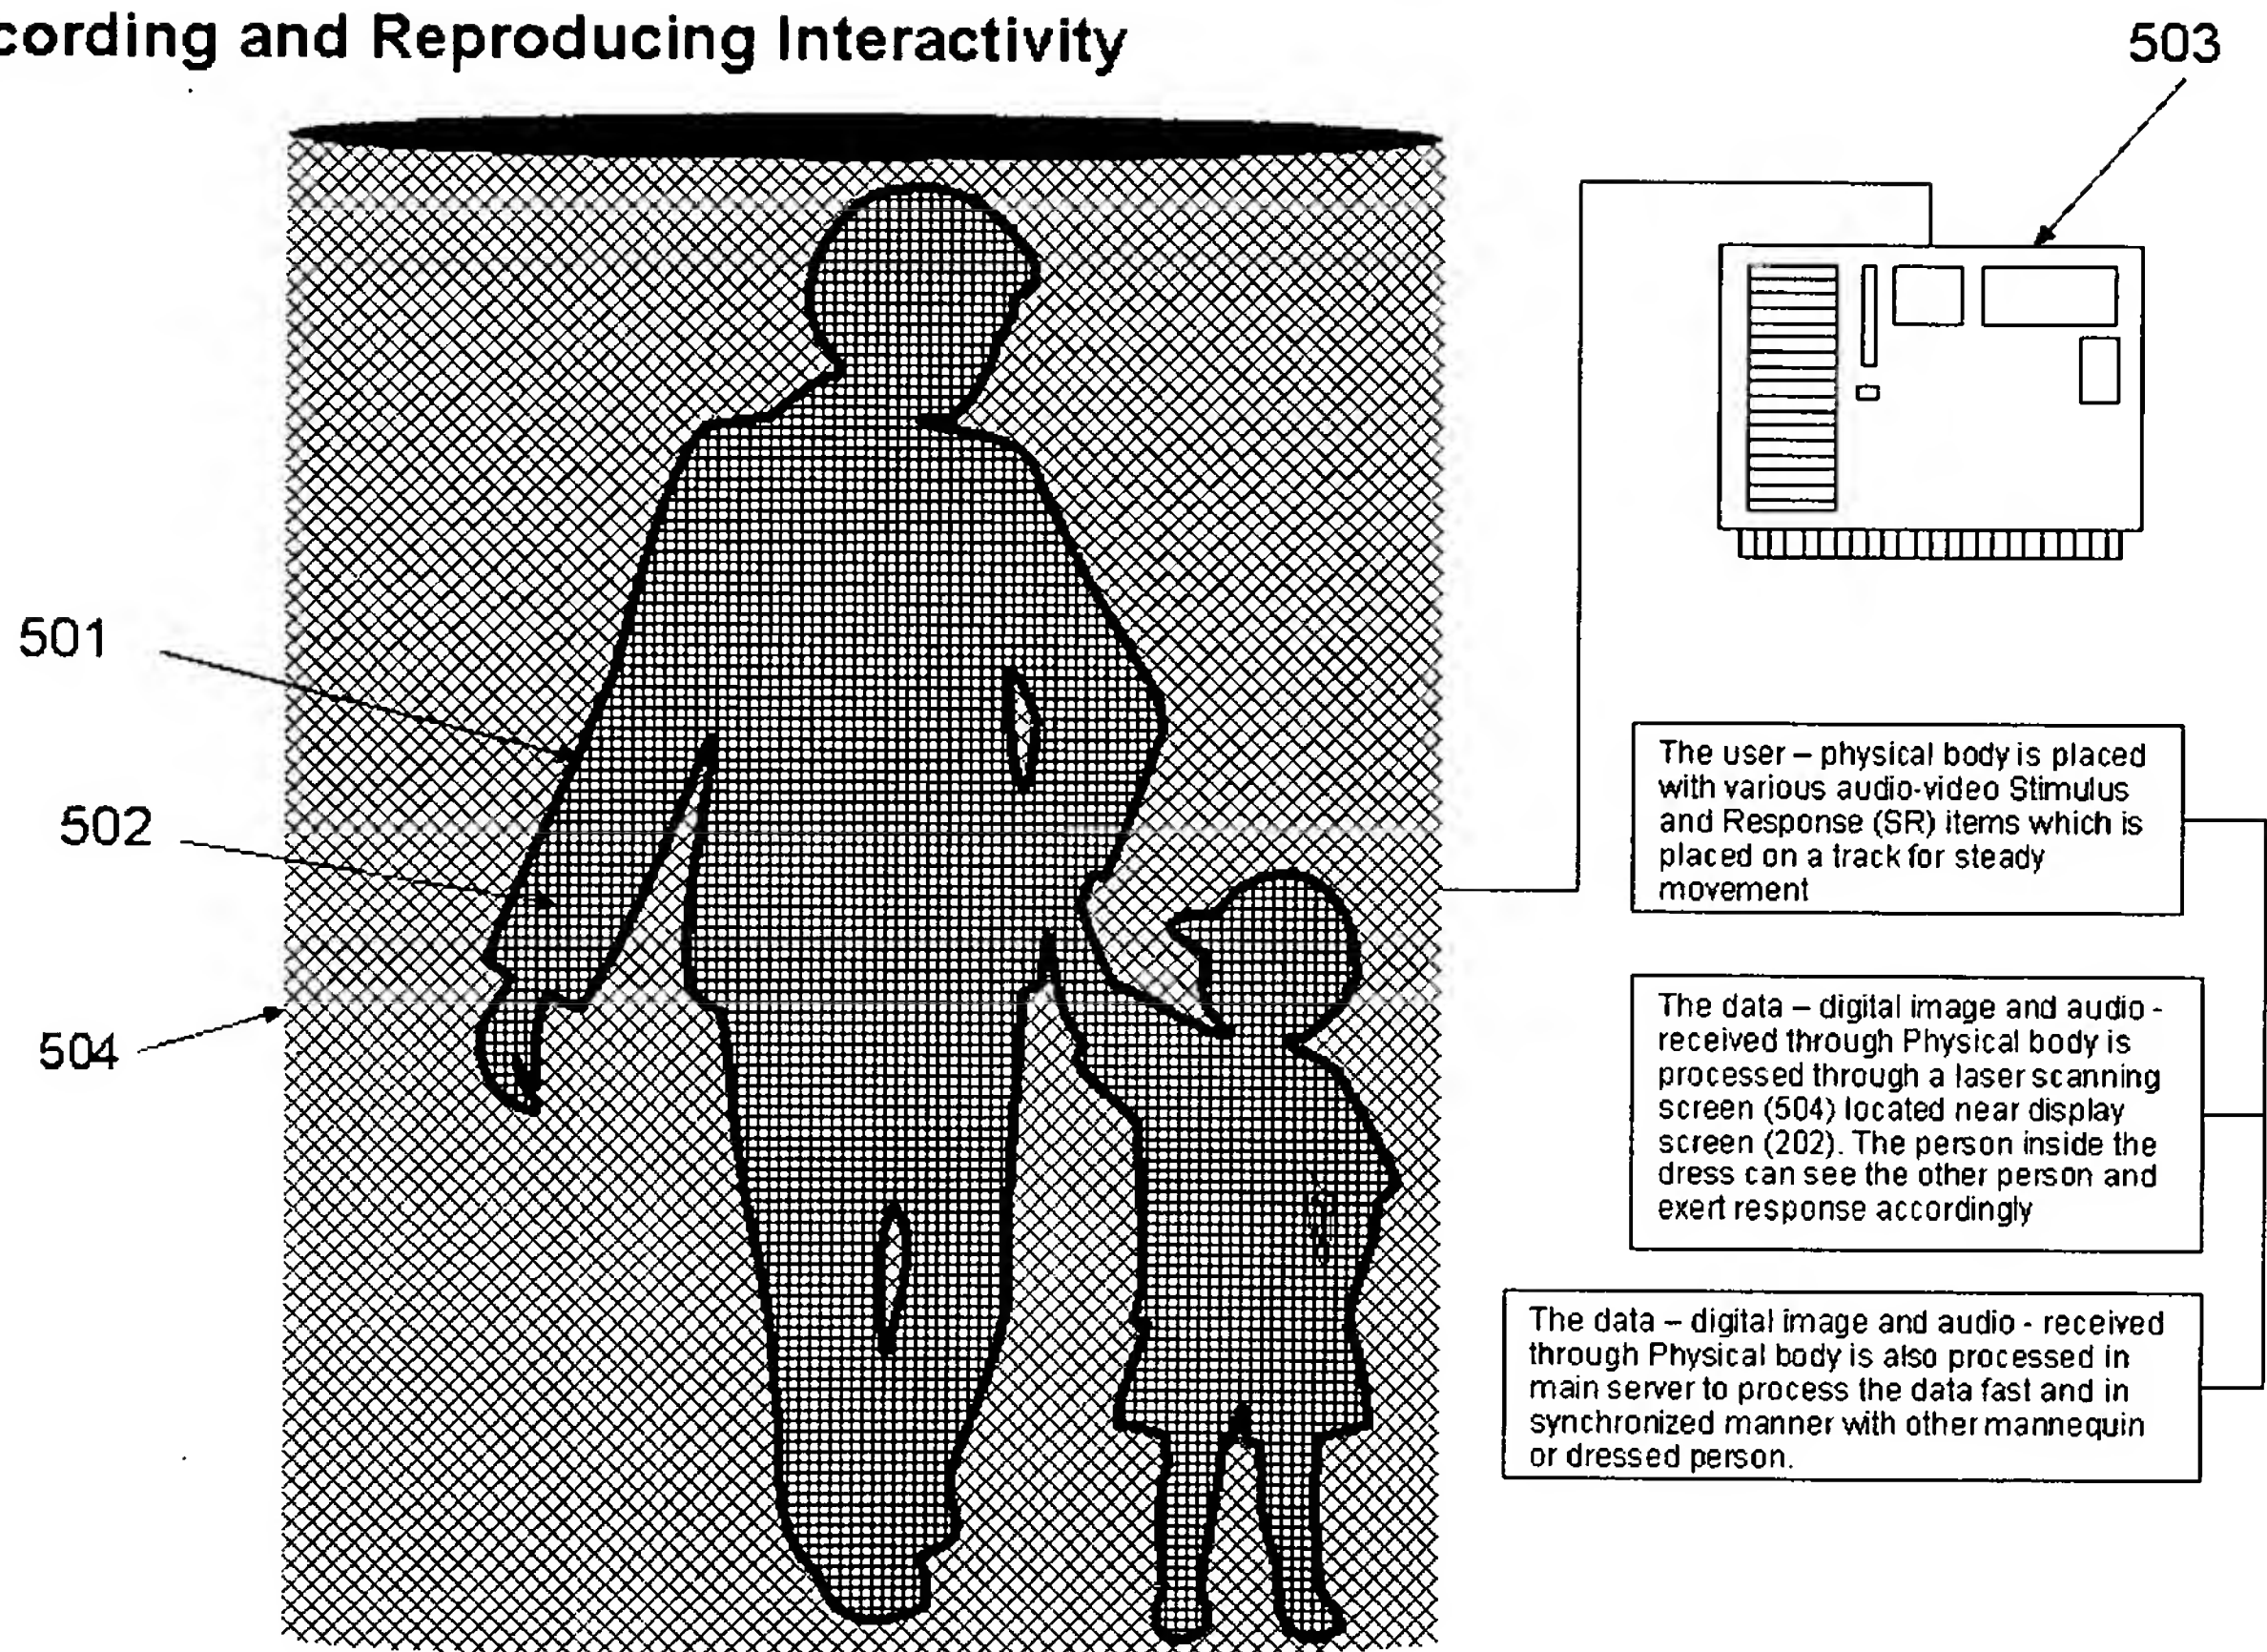 cording and Reproducing Interactivity
503
501
502
504
The user – physical body is placed
with various audio-video Stimulus
and Response (SR) items which is
placed on a track for steady
movement
The data – digital image and audio -
received through Physical body is
processed through a laser scanning
screen (504) located near display
screen (202). The person inside the
dress can see the other person and
exert response accordingly
The data – digital image and audio - received
through Physical body is also processed in
main server to process the data fast and in
synchronized manner with other mannequin
or dressed person.